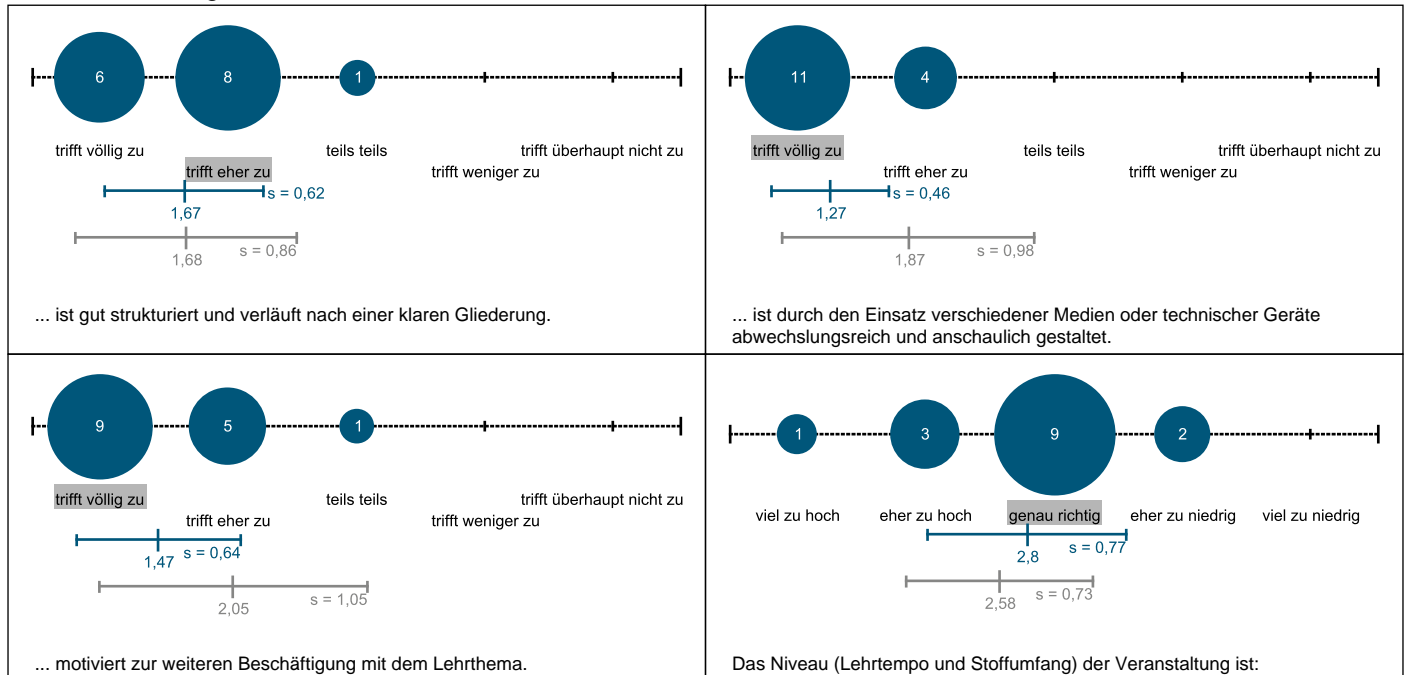 6
8
1
trifft völlig zu
teils teils
trifft überhaupt nicht zu
trifft eher zu
trifft weniger zu
s = 0,62
1,67
s = 0,86
1,68
... ist gut strukturiert und verläuft nach einer klaren Gliederung.
11
4
trifft völlig zu
teils teils
trifft überhaupt nicht zu
trifft eher zu
trifft weniger zu
s = 0,46
1,27
s = 0,98
1,87
... ist durch den Einsatz verschiedener Medien oder technischer Geräte
abwechslungsreich und anschaulich gestaltet.
9
5
1
trifft völlig zu
teils teils
trifft überhaupt nicht zu
trifft eher zu
trifft weniger zu
s = 0,64
1,47
s = 1,05
2,05
... motiviert zur weiteren Beschäftigung mit dem Lehrthema.
1
3
9
2
viel zu hoch
eher zu hoch
genau richtig
eher zu niedrig
viel zu niedrig
s = 0,77
2,8
s = 0,73
2,58
Das Niveau (Lehrtempo und Stoffumfang) der Veranstaltung ist: